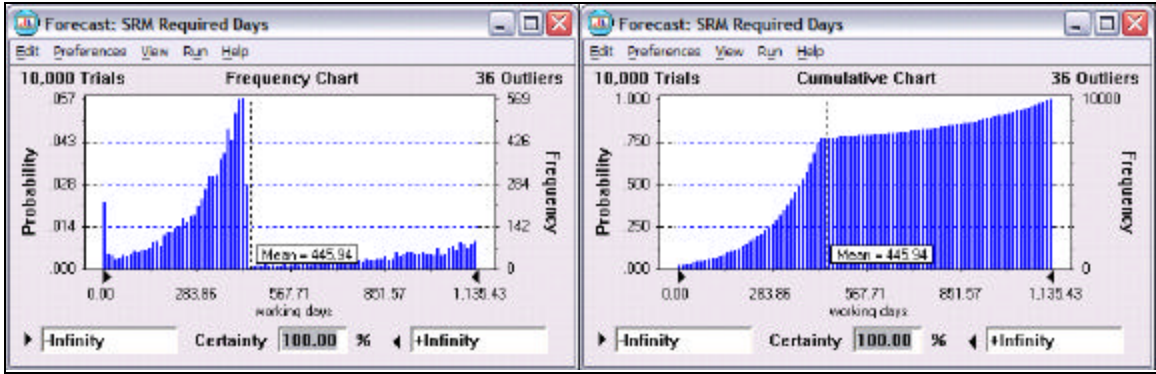 Forecast: SRM Required Days
Edit Preferences View Run Help
10,000 Trials Frequency Chart 36 Outliers
.057 569
.043 426
.028 284
.014 142
.000 0
Probability
Frequency
Mean = 445.94
0.00 283.86 567.71 851.57 1,135.43
working days
-Infinity Certainty 100.00 % +Infinity
Forecast: SRM Required Days
Edit Preferences View Run Help
10,000 Trials Cumulative Chart 36 Outliers
1.000 10000
.750
.500
.250
.000 0
Probability
Frequency
Mean = 445.94
0.00 283.86 567.71 851.57 1,135.43
working days
-Infinity Certainty 100.00 % +Infinity